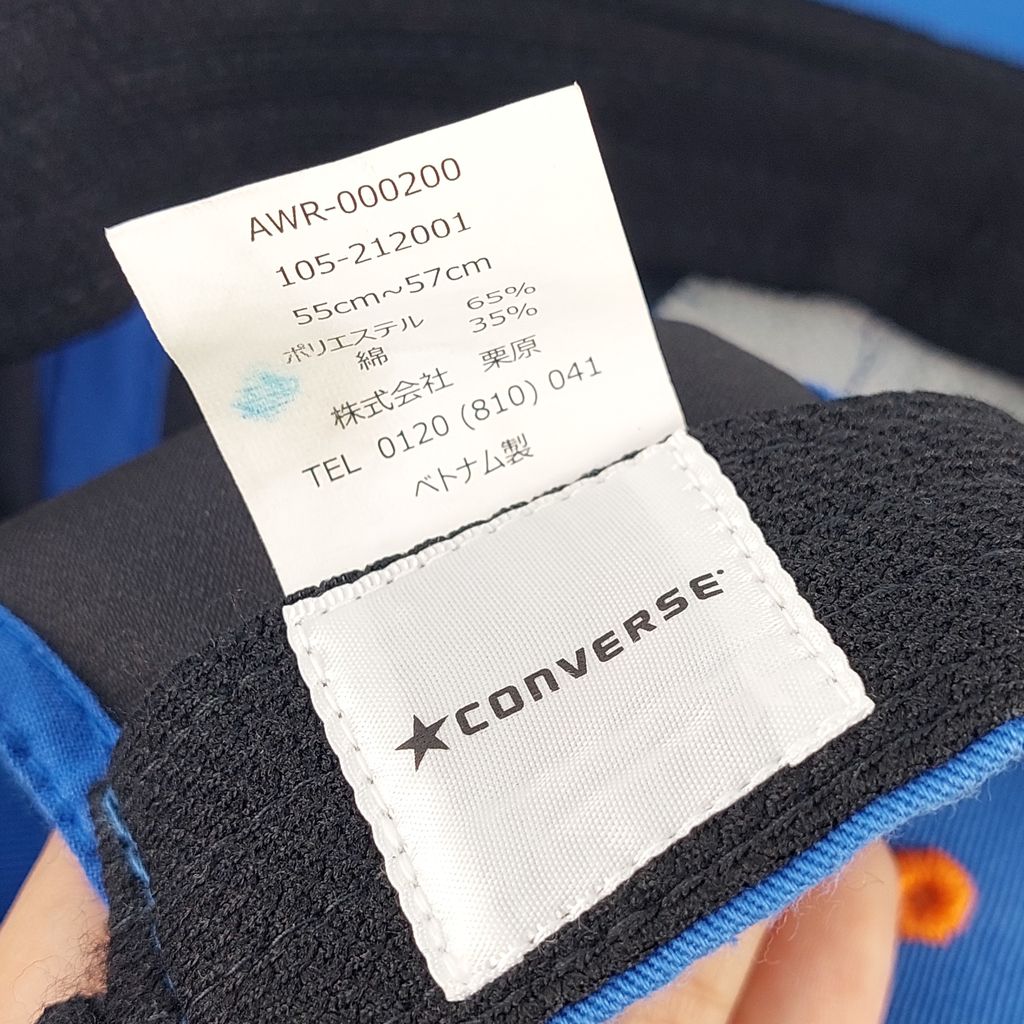 AWR-000200
105-212001
55cm~57cm
ポリエステル 65%
綿 35%
株式会社 栗原
TEL 0120 (810) 041
ベトナム製
CONVERSE